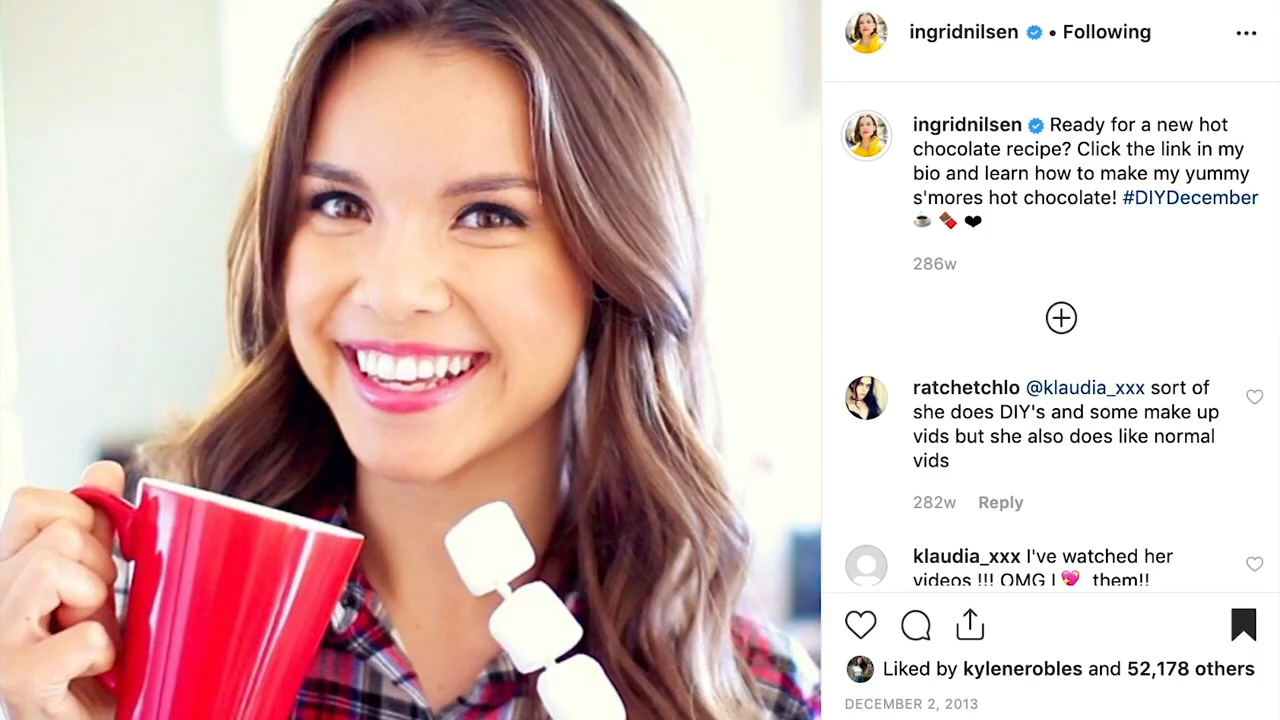 ingridnilsen • Following
ingridnilsen Ready for a new hot
chocolate recipe? Click the link in my
bio and learn how to make my yummy
s'mores hot chocolate! #DIYDecember
☕🍫❤
286w
ratchetchlo @klaudia_xxx sort of
she does DIY's and some make up
vids but she also does like normal
vids
282w Reply
klaudia_xxx I've watched her
videos !!! OMG I 💖 them!!
Liked by kylenerobles and 52,178 others
DECEMBER 2, 2013